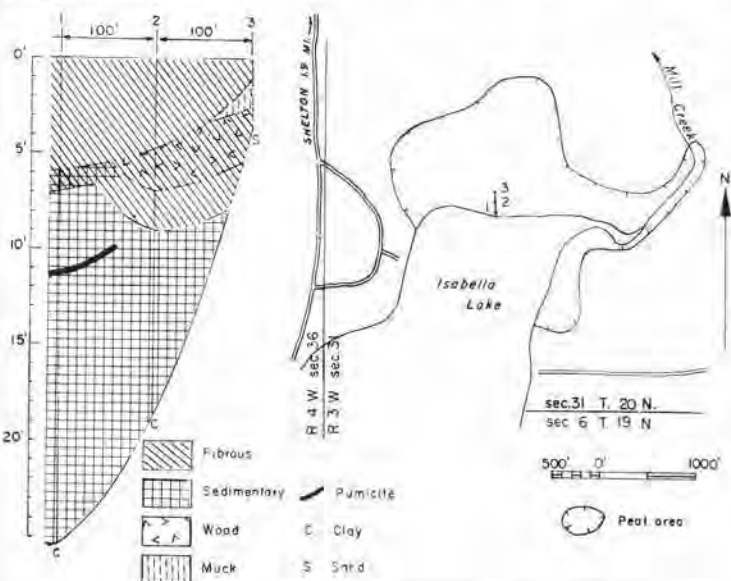 1 2 3
100' 100'
0'
5'
10'
15'
20'
S
C
C
Fibrous
Sedimentary
Wood
Muck
Pumicite
C Clay
S Sand
SHELTON 1.9 MI.
R 4 W sec. 36
R 3 W sec. 31
Mill Creek
3
1 2
Isabella
Lake
N
sec. 31 T. 20 N.
sec 6 T. 19 N
500' 0' 1000'
Peat area